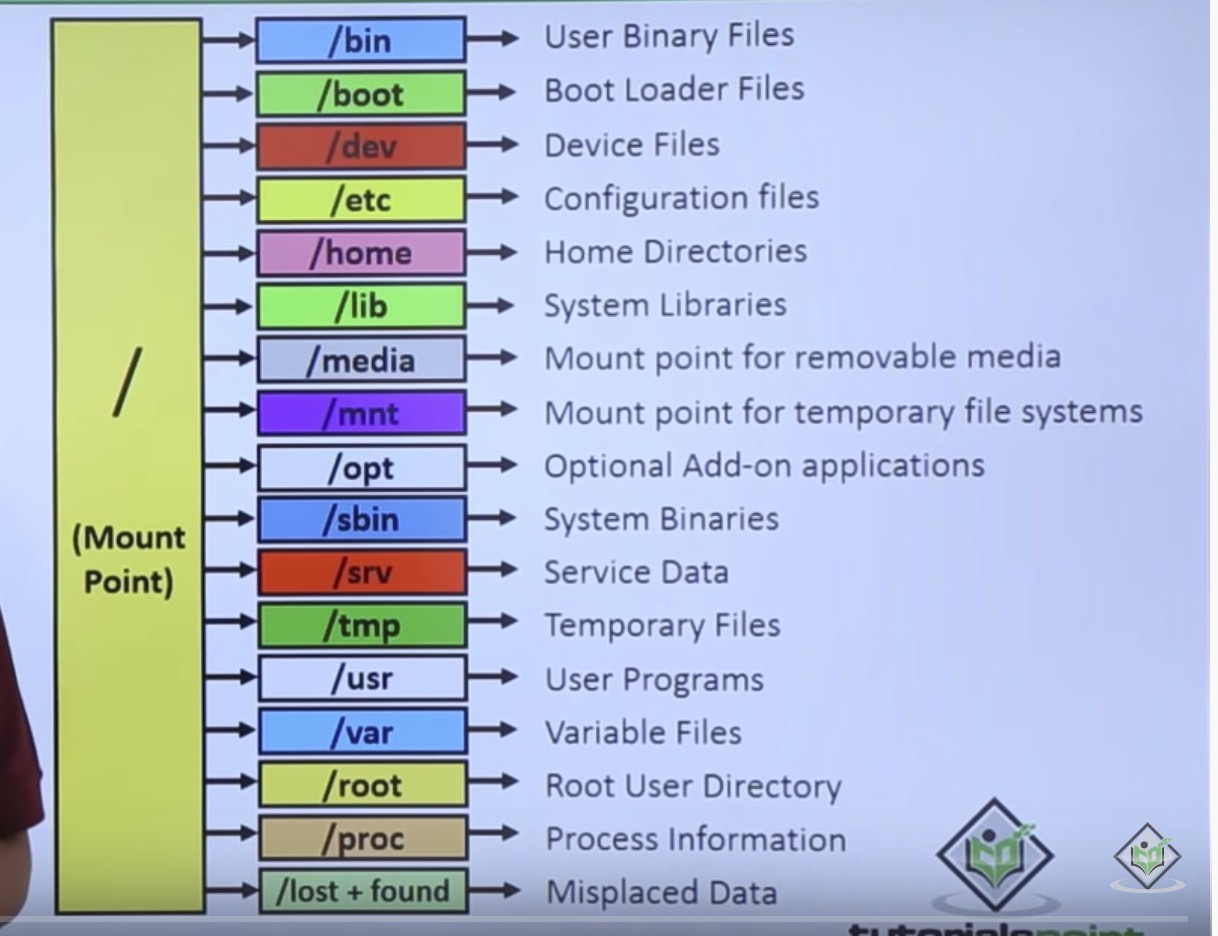 /bin User Binary Files
/boot Boot Loader Files
/dev Device Files
/etc Configuration files
/home Home Directories
/lib System Libraries
/media Mount point for removable media
/ /mnt Mount point for temporary file systems
/opt Optional Add-on applications
(Mount /sbin System Binaries
Point) /srv Service Data
/tmp Temporary Files
/usr User Programs
/var Variable Files
/root Root User Directory
/proc Process Information
/lost + found Misplaced Data
tutorialspoint